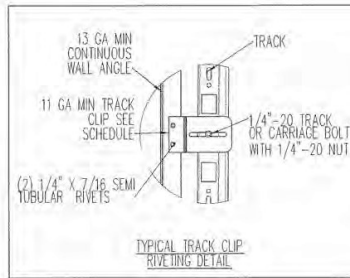 13 GA MIN
CONTINUOUS
WALL ANGLE
TRACK
11 GA MIN TRACK
CLIP SEE
SCHEDULE
1/4"-20 TRACK
OR CARRIAGE BOLT
WITH 1/4"-20 NUT
(2) 1/4" X 7/16 SEMI
TUBULAR RIVETS
TYPICAL TRACK CLIP
RIVETING DETAIL